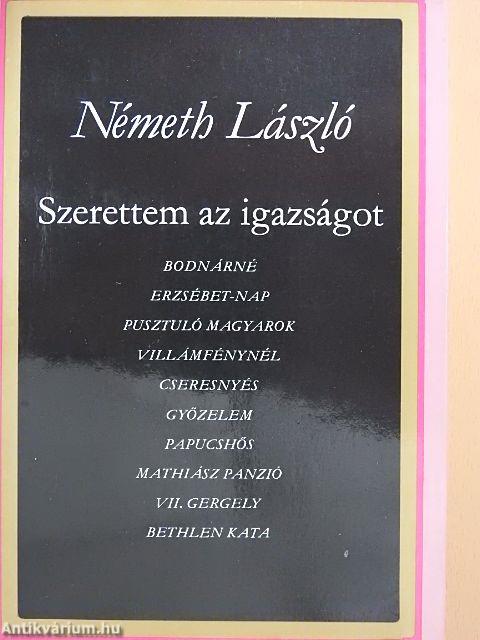 Németh László
Szerettem az igazságot
BODNÁRNÉ
ERZSÉBET-NAP
PUSZTULÓ MAGYAROK
VILLÁMFÉNYNÉL
CSERESNYÉS
GYŐZELEM
PAPUCSHŐS
MATHIÁSZ PANZIÓ
VII. GERGELY
BETHLEN KATA
Antikvárium.hu